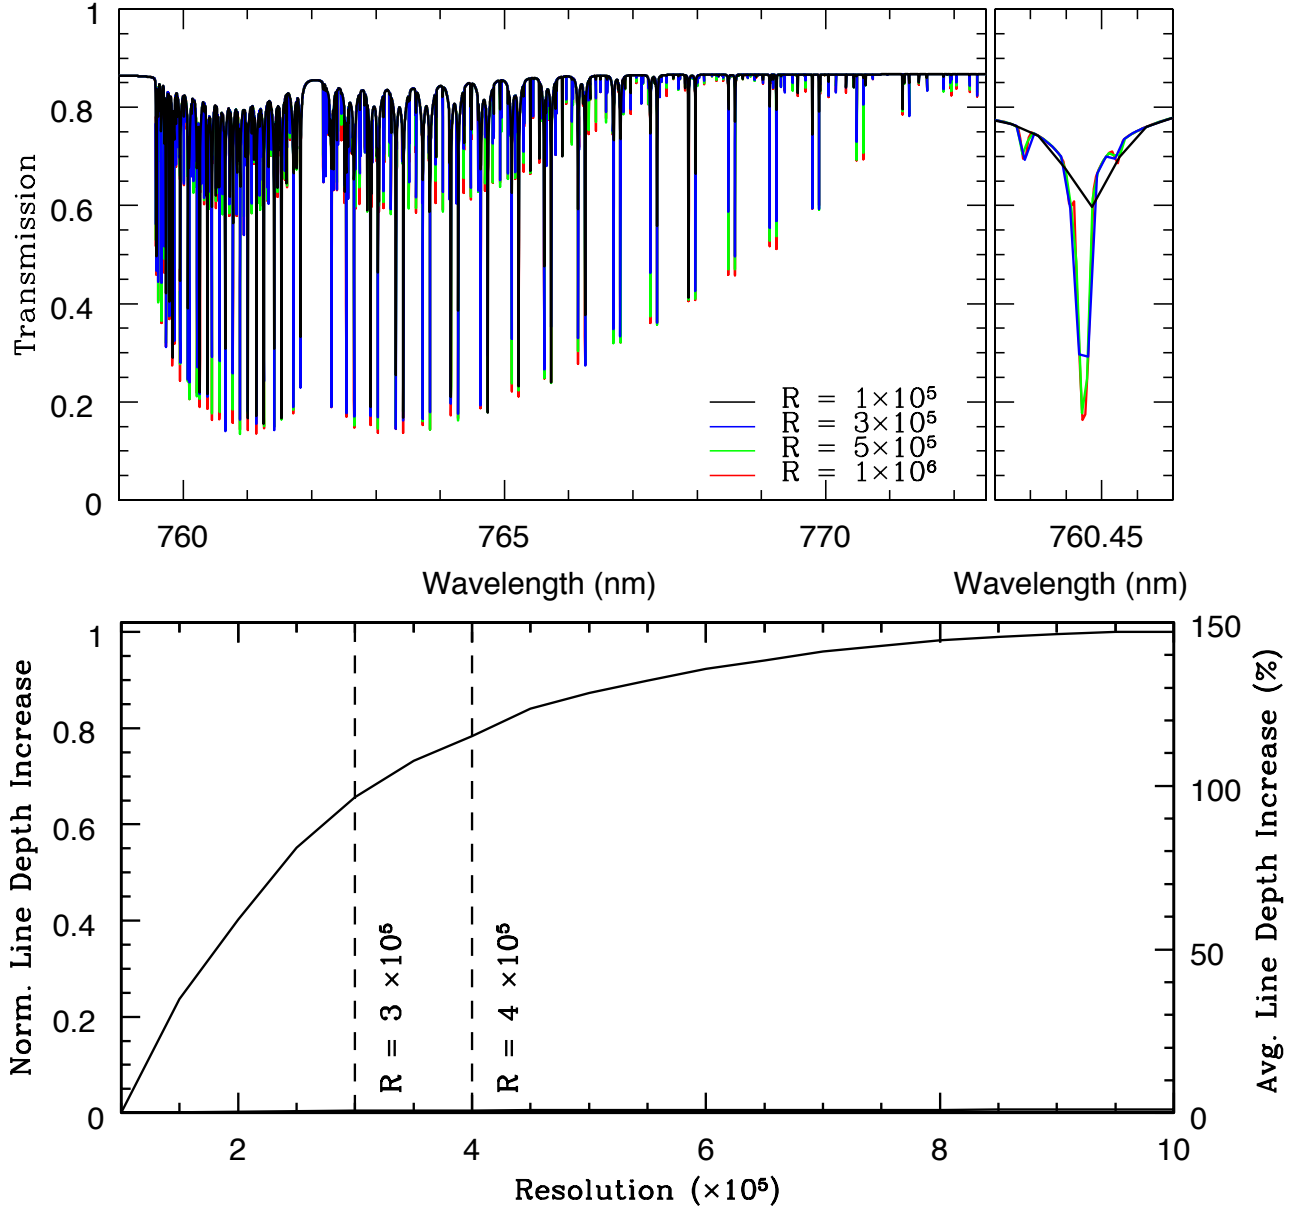 1
0.8
0.6
0.4
0.2
0
Transmission
R = 1×10⁵
R = 3×10⁵
R = 5×10⁵
R = 1×10⁶
760 765 770 760.45
Wavelength (nm) Wavelength (nm)
1
0.8
0.6
0.4
0.2
0
Norm. Line Depth Increase
R = 3 ×10⁵
R = 4 ×10⁵
150
100
50
0
Avg. Line Depth Increase (%)
2 4 6 8 10
Resolution (×10⁵)